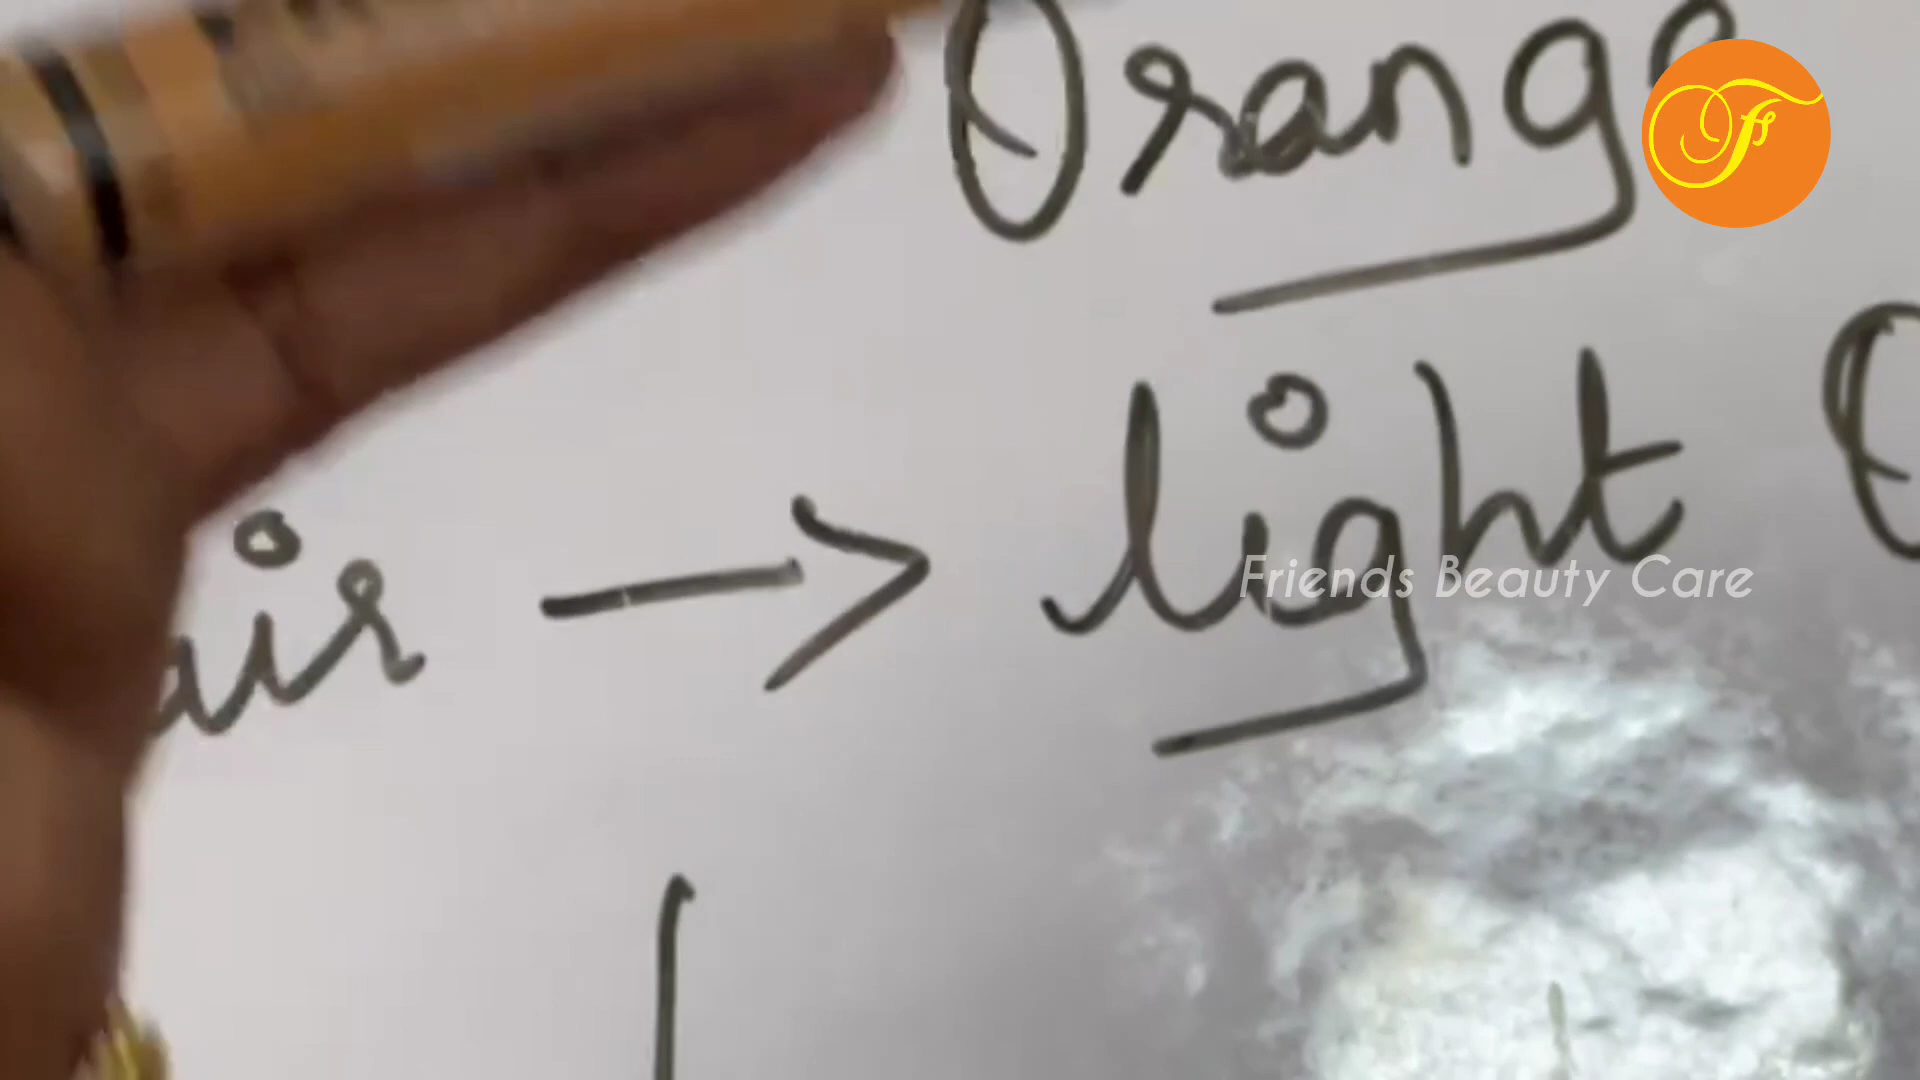 Orange
air → light O
Friends Beauty Care